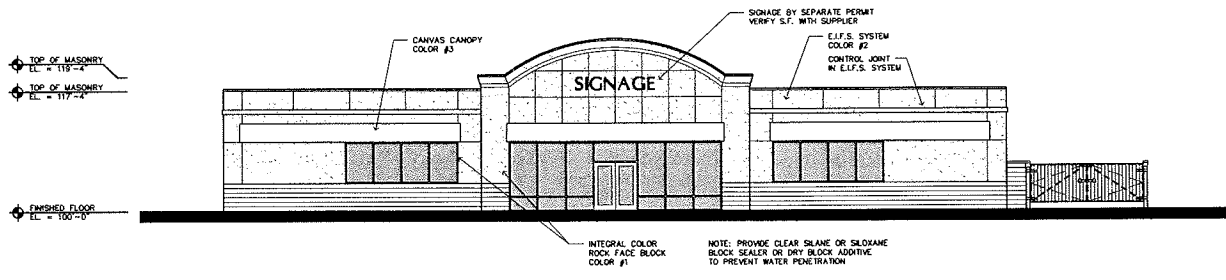 SIGNAGE BY SEPARATE PERMIT
VERIFY S.F. WITH SUPPLIER
CANVAS CANOPY
COLOR #3
E.I.F.S. SYSTEM
COLOR #2
CONTROL JOINT
IN E.I.F.S. SYSTEM
TOP OF MASONRY
EL. = 119'-4"
TOP OF MASONRY
EL. = 117'-4"
SIGNAGE
FINISHED FLOOR
EL. = 100'-0"
INTEGRAL COLOR
ROCK FACE BLOCK
COLOR #1
NOTE: PROVIDE CLEAR SILANE OR SILOXANE
BLOCK SEALER OR DRY BLOCK ADDITIVE
TO PREVENT WATER PENETRATION